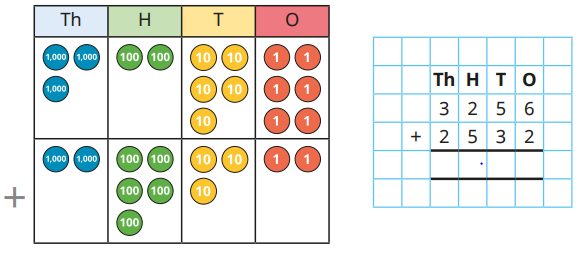 Th H T O
1,000 1,000 100 100 10 10 1 1
1,000 10 10 1 1
10 1 1
1,000 1,000 100 100 10 10 1 1
100 100 10
100
+
Th H T O
3 2 5 6
+ 2 5 3 2
.